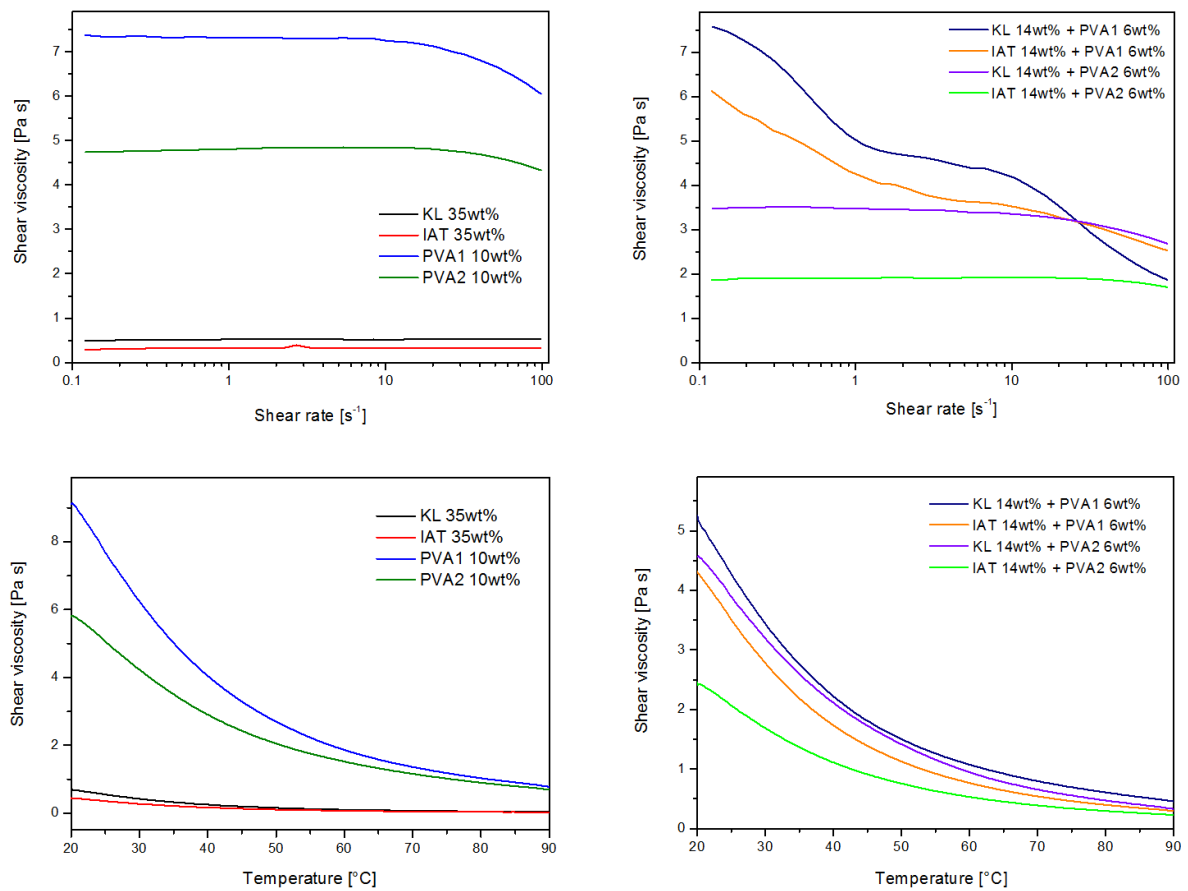 Shear viscosity [Pa s]
7
6
5
4
3
2
1
0
KL 35wt%
IAT 35wt%
PVA1 10wt%
PVA2 10wt%
0.1 1 10 100
Shear rate [s⁻¹]
Shear viscosity [Pa s]
7
6
5
4
3
2
1
0
KL 14wt% + PVA1 6wt%
IAT 14wt% + PVA1 6wt%
KL 14wt% + PVA2 6wt%
IAT 14wt% + PVA2 6wt%
0.1 1 10 100
Shear rate [s⁻¹]
Shear viscosity [Pa s]
8
6
4
2
0
KL 35wt%
IAT 35wt%
PVA1 10wt%
PVA2 10wt%
20 30 40 50 60 70 80 90
Temperature [°C]
Shear viscosity [Pa s]
5
4
3
2
1
0
KL 14wt% + PVA1 6wt%
IAT 14wt% + PVA1 6wt%
KL 14wt% + PVA2 6wt%
IAT 14wt% + PVA2 6wt%
20 30 40 50 60 70 80 90
Temperature [°C]